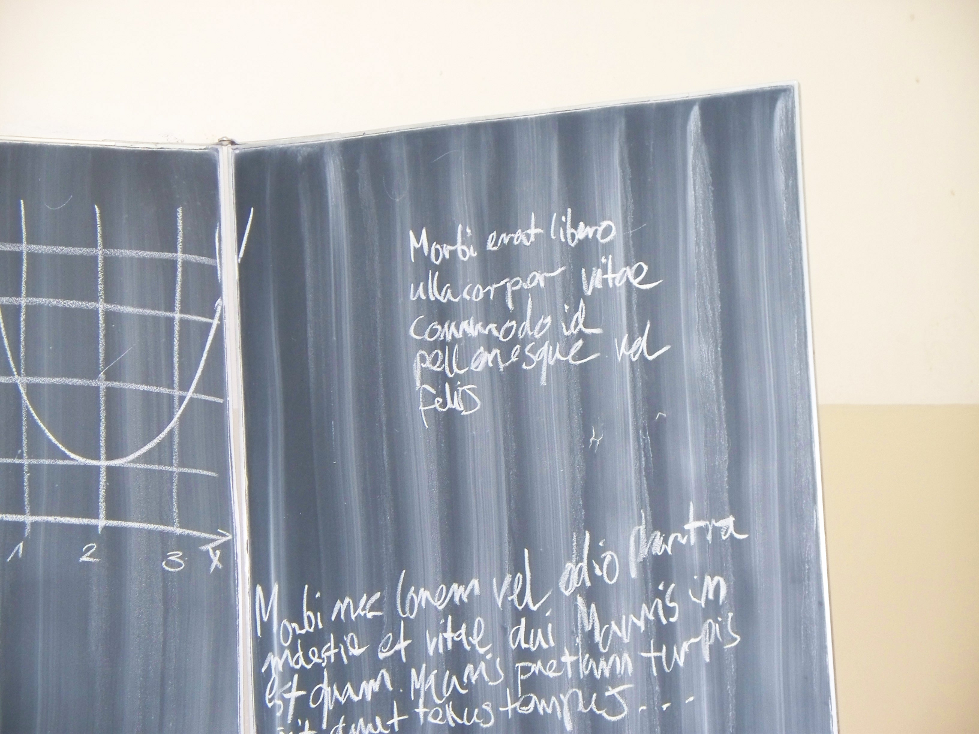 Morbi erat libero
ullacorpor vitae
commodo id
pellenesque vel
felis
Morbi nec lorem vel odio pharetra
molestie et vitae dui Mauris in
est quam Mauris pretium turpis
sit amet tellus tempus...
1 2 3 x
y